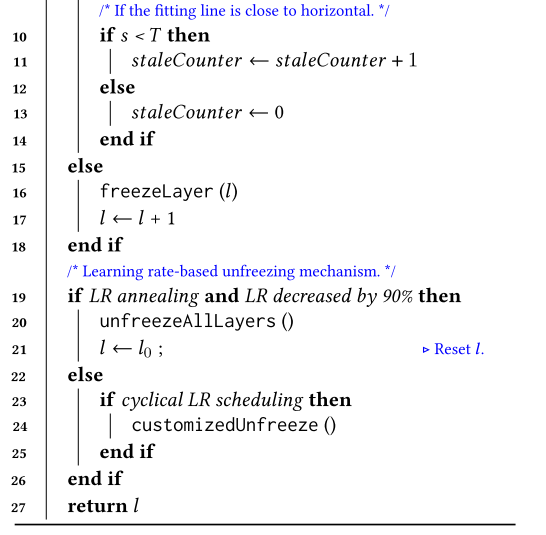 /* If the fitting line is close to horizontal. */
10 if s < T then
11 staleCounter ← staleCounter + 1
12 else
13 staleCounter ← 0
14 end if
15 else
16 freezeLayer (l)
17 l ← l + 1
18 end if
/* Learning rate-based unfreezing mechanism. */
19 if LR annealing and LR decreased by 90% then
20 unfreezeAllLayers ()
21 l ← l₀ ; ▹ Reset l.
22 else
23 if cyclical LR scheduling then
24 customizedUnfreeze ()
25 end if
26 end if
27 return l